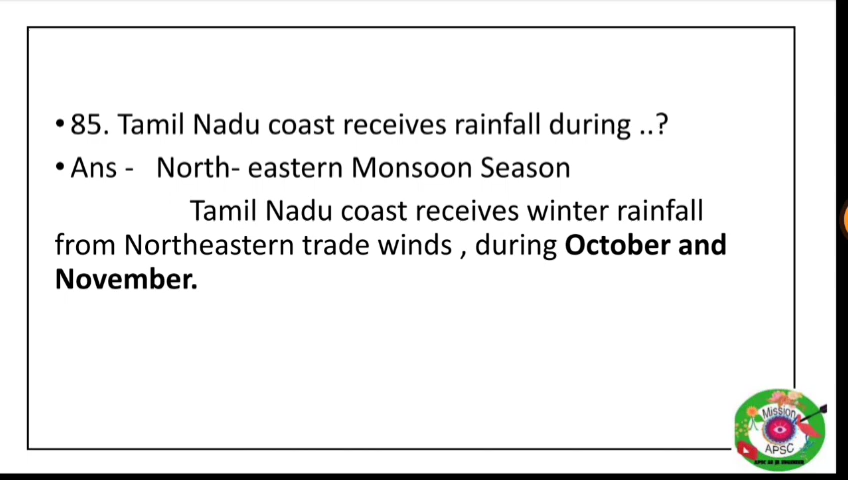 • 85. Tamil Nadu coast receives rainfall during ..?
• Ans - North- eastern Monsoon Season
Tamil Nadu coast receives winter rainfall
from Northeastern trade winds , during October and
November.
Mission
APSC